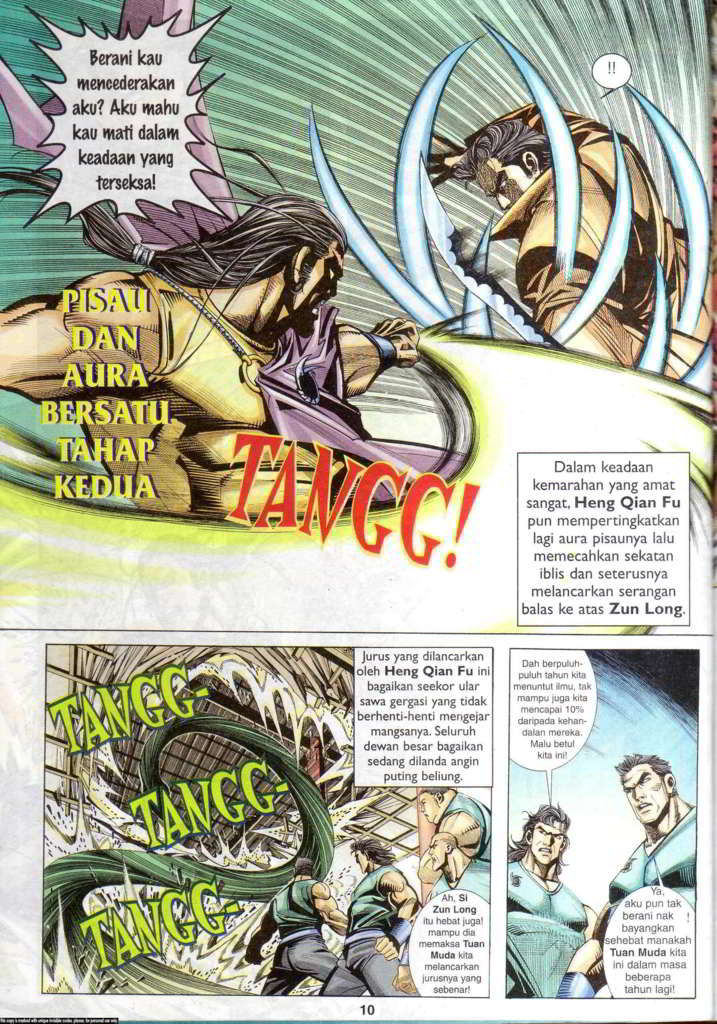 Berani kau
mencederakan
aku? Aku mahu
kau mati dalam
keadaan yang
terseksa!
!!
PISAU
DAN
AURA
BERSATU,
TAHAP
KEDUA
TANGG!
Dalam keadaan
kemarahan yang amat
sangat, Heng Qian Fu
pun mempertingkatkan
lagi aura pisaunya lalu
memecahkan sekatan
iblis dan seterusnya
melancarkan serangan
balas ke atas Zun Long.
TANGG-
TANGG-
TANGG-
Jurus yang dilancarkan
oleh Heng Qian Fu ini
bagaikan seekor ular
sawa gergasi yang tidak
berhenti-henti mengejar
mangsanya. Seluruh
dewan besar bagaikan
sedang dilanda angin
puting beliung.
Ah, Si
Zun Long
itu hebat juga!
mampu dia
memaksa Tuan
Muda kita
melancarkan
jurusnya yang
sebenar!
Dah berpuluh-
puluh tahun kita
menuntut ilmu, tak
mampu juga kita
mencapai 10%
daripada kehan-
dalan mereka.
Malu betul
kita ini!
Ya,
aku pun tak
berani nak
bayangkan
sehebat manakah
Tuan Muda kita
ini dalam masa
beberapa
tahun lagi!
10